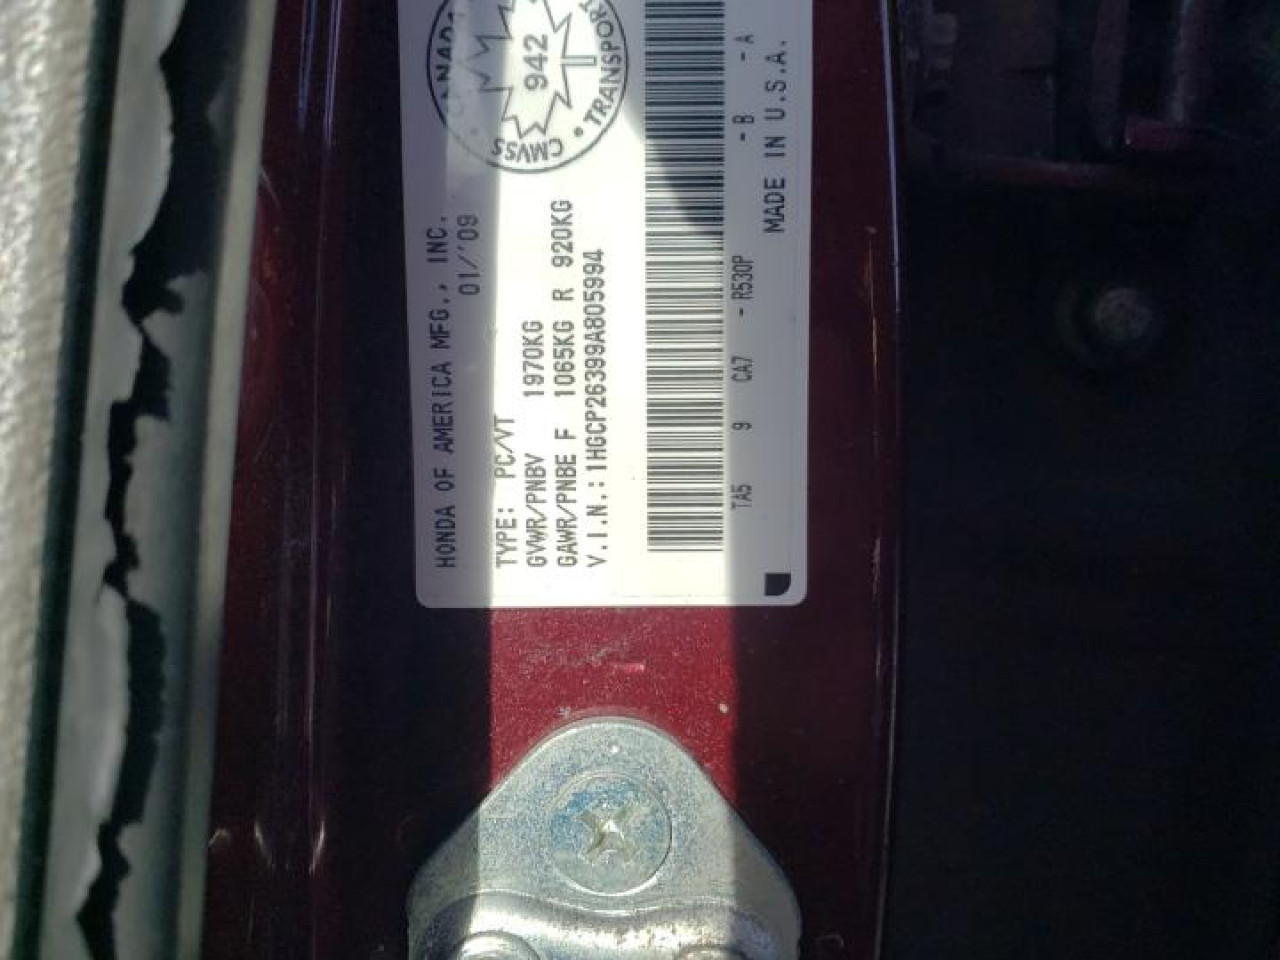 HONDA OF AMERICA MFG., INC.
01/'09
TYPE: PC/VT
GVWR/PNBV 1970KG
GAWR/PNBE F 1065KG R 920KG
V.I.N.: 1HGCP26399A805994
TA5 9 CA7 - R530P - B - A
MADE IN U.S.A.
CANADA
942
TRANSPORT
CMVSS